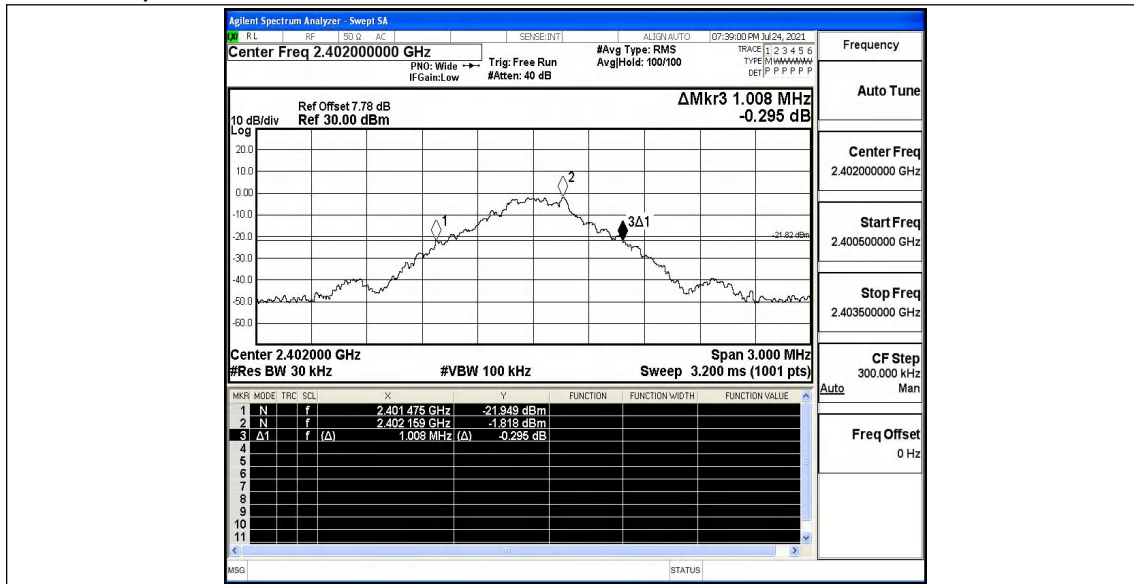 Agilent Spectrum Analyzer - Swept SA
LXI RL RF 50 Ω AC SENSE:INT ALIGN AUTO 07:39:00 PM Jul 24, 2021
Center Freq 2.402000000 GHz
PNO: Wide
IFGain:Low
Trig: Free Run
#Atten: 40 dB
#Avg Type: RMS
Avg|Hold: 100/100
TRACE 1 2 3 4 5 6
TYPE M W W W W W
DET P P P P P P
Frequency
Auto Tune
Center Freq
2.402000000 GHz
Start Freq
2.400500000 GHz
Stop Freq
2.403500000 GHz
CF Step
300.000 kHz
Auto Man
Freq Offset
0 Hz
ΔMkr3 1.008 MHz
-0.295 dB
Ref Offset 7.78 dB
10 dB/div Ref 30.00 dBm
Log
20.0
10.0
0.00
-10.0
-20.0
-30.0
-40.0
-50.0
-60.0
1
2
3Δ1
-21.82 dBm
Center 2.402000 GHz Span 3.000 MHz
#Res BW 30 kHz #VBW 100 kHz Sweep 3.200 ms (1001 pts)
MKR MODE TRC SCL X Y FUNCTION FUNCTION WIDTH FUNCTION VALUE
1 N f 2.401 475 GHz -21.949 dBm
2 N f 2.402 159 GHz -1.818 dBm
3 Δ1 f (Δ) 1.008 MHz (Δ) -0.295 dB
4
5
6
7
8
9
10
11
MSG STATUS